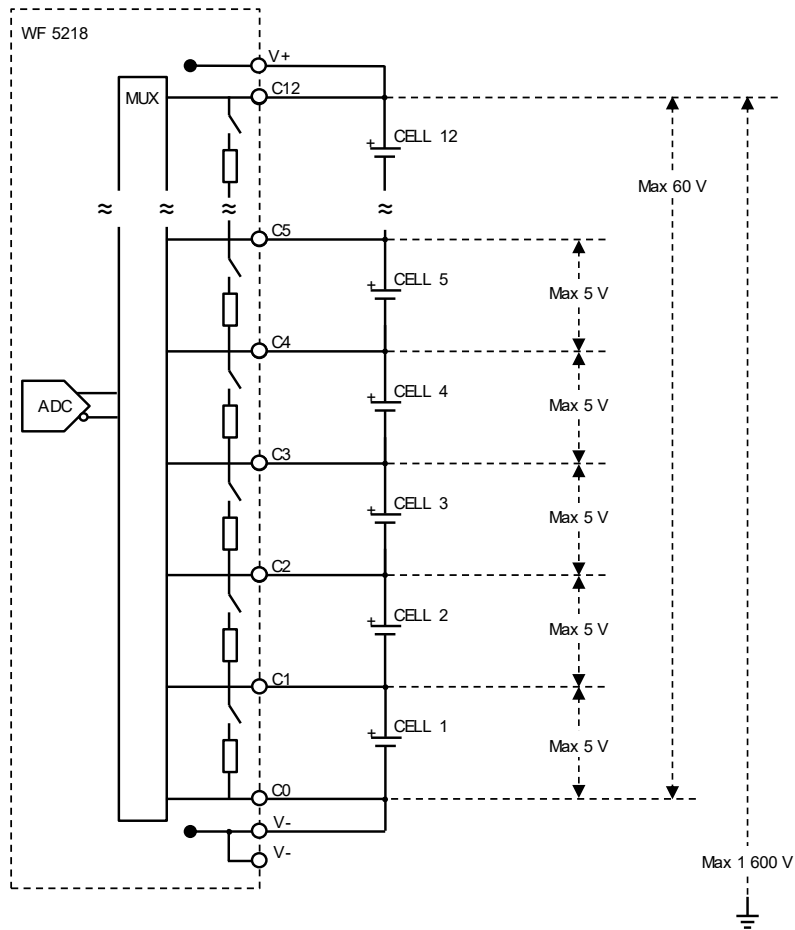 WF 5218
V+
C12
MUX
CELL 12
Max 60 V
≈ ≈ ≈ ≈
C5
CELL 5
Max 5 V
C4
ADC
CELL 4
Max 5 V
C3
CELL 3
Max 5 V
C2
CELL 2
Max 5 V
C1
CELL 1
Max 5 V
C0
V-
V-
Max 1 600 V